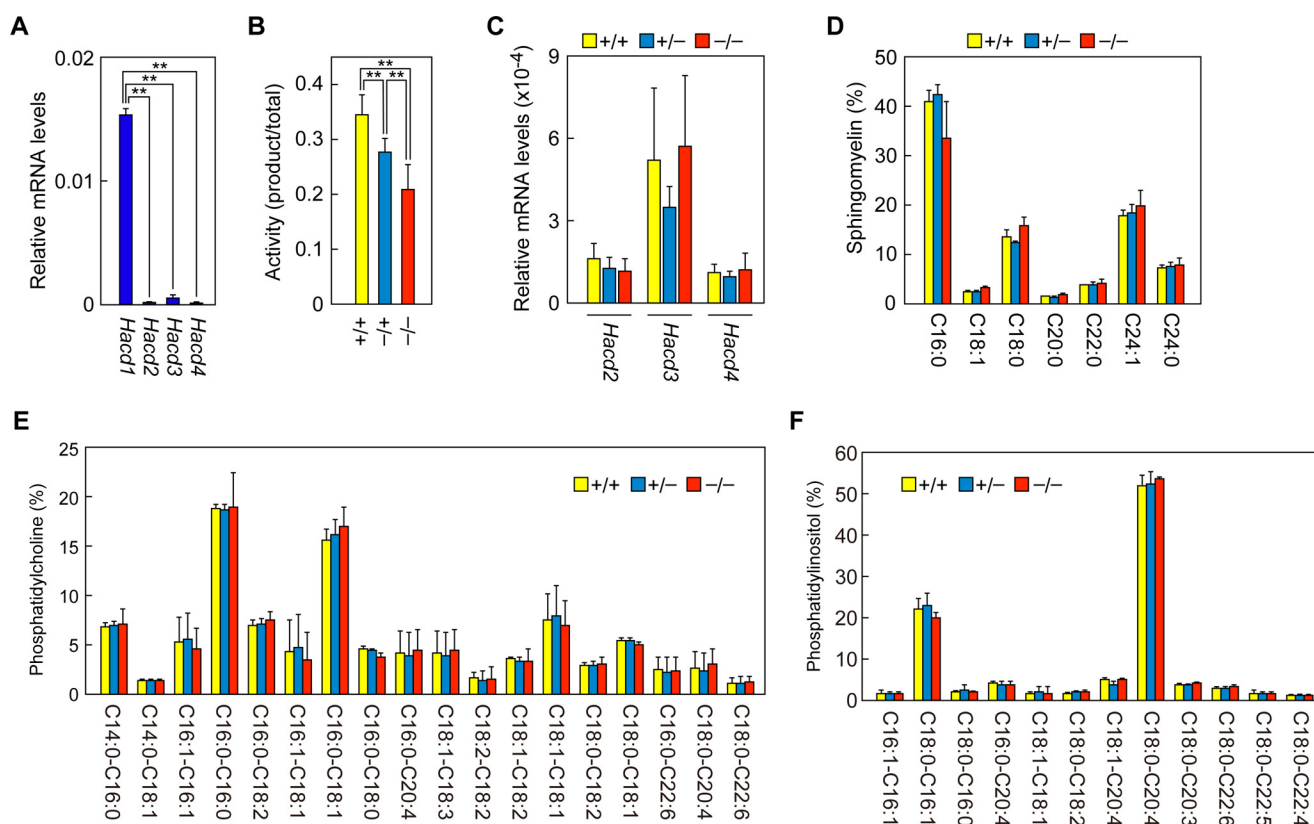 A
Relative mRNA levels
0.02
0.01
0
**
**
**
Hacd1
Hacd2
Hacd3
Hacd4
B
Activity (product/total)
0.4
0.3
0.2
0.1
0
**
** **
+/+
+/−
−/−
C
+/+ +/− −/−
Relative mRNA levels (x10-4)
9
6
3
0
Hacd2
Hacd3
Hacd4
D
+/+ +/− −/−
Sphingomyelin (%)
50
40
30
20
10
0
C16:0
C18:1
C18:0
C20:0
C22:0
C24:1
C24:0
E
Phosphatidylcholine (%)
25
20
15
10
5
0
+/+ +/− −/−
C14:0-C16:0
C14:0-C18:1
C16:1-C16:1
C16:0-C16:0
C16:0-C18:2
C16:1-C18:1
C16:0-C18:1
C16:0-C18:0
C16:0-C20:4
C18:1-C18:3
C18:2-C18:2
C18:1-C18:2
C18:1-C18:1
C18:0-C18:2
C18:0-C18:1
C16:0-C22:6
C18:0-C20:4
C18:0-C22:6
F
Phosphatidylinositol (%)
60
50
40
30
20
10
0
+/+ +/− −/−
C16:1-C16:1
C18:0-C16:1
C18:0-C16:0
C16:0-C20:4
C18:1-C18:1
C18:0-C18:2
C18:1-C20:4
C18:0-C20:4
C18:0-C20:3
C18:0-C22:6
C18:0-C22:5
C18:0-C22:4